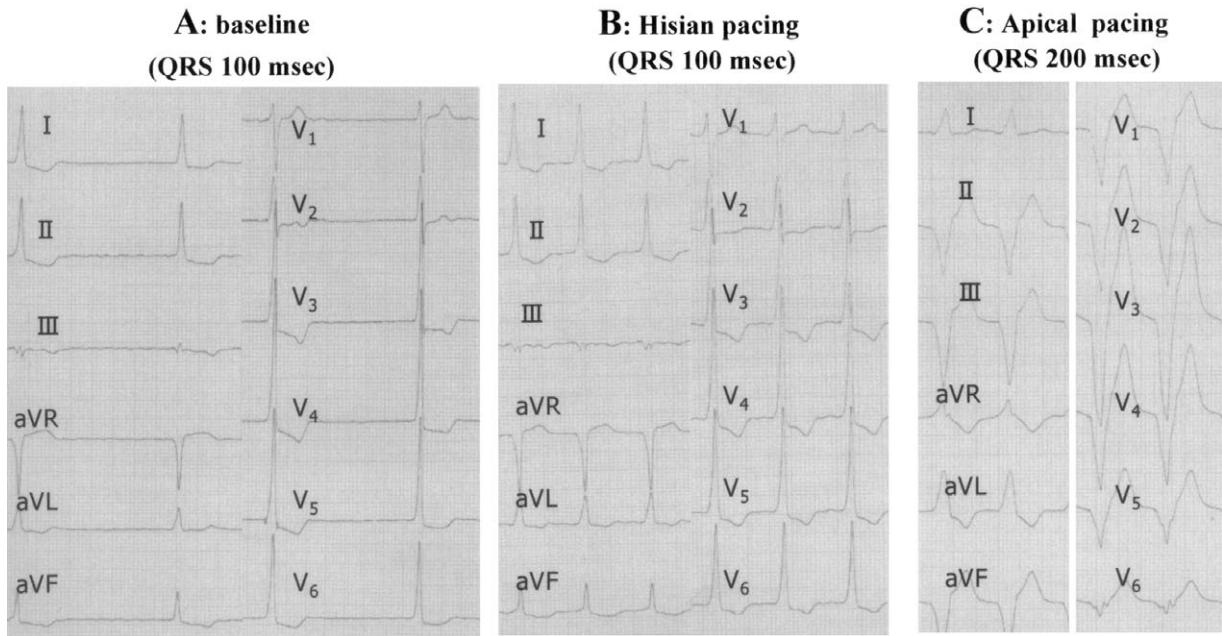 A: baseline
(QRS 100 msec)
I
II
III
aVR
aVL
aVF
V1
V2
V3
V4
V5
V6
B: Hisian pacing
(QRS 100 msec)
I
II
III
aVR
aVL
aVF
V1
V2
V3
V4
V5
V6
C: Apical pacing
(QRS 200 msec)
I
II
III
aVR
aVL
aVF
V1
V2
V3
V4
V5
V6